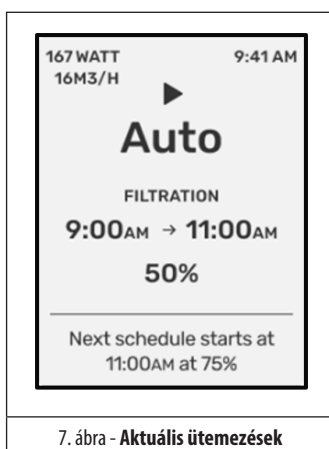 167 WATT 9:41 AM
16M3/H
Auto
FILTRATION
9:00AM → 11:00AM
50%
Next schedule starts at
11:00AM at 75%
7. ábra - Aktuális ütemezések